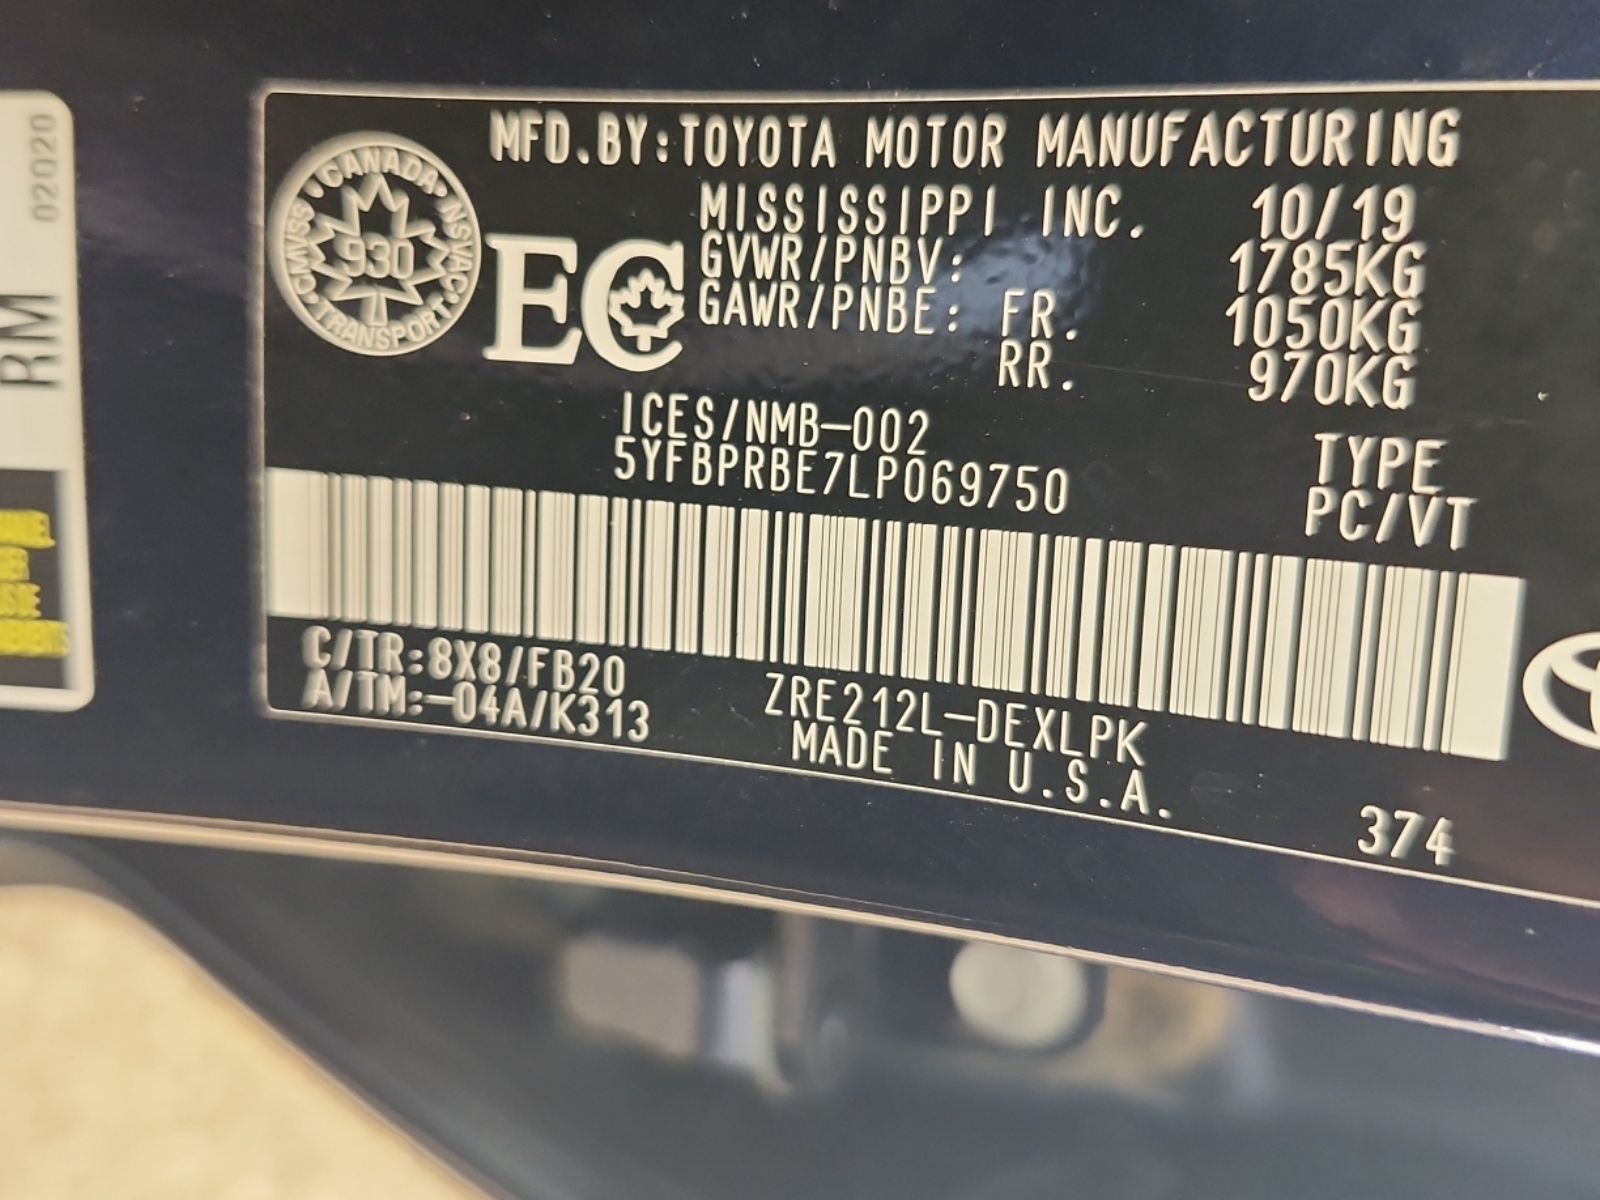 02020
RM
CANADA
NSVAC
TRANSPORT
CMVSS
930
EC
MFD.BY:TOYOTA MOTOR MANUFACTURING
MISSISSIPPI INC. 10/19
GVWR/PNBV: 1785KG
GAWR/PNBE: FR. 1050KG
RR. 970KG
ICES/NMB-002
5YFBPRBE7LP069750
TYPE
PC/VT
C/TR:8X8/FB20
A/TM:-04A/K313
ZRE212L-DEXLPK
MADE IN U.S.A.
374